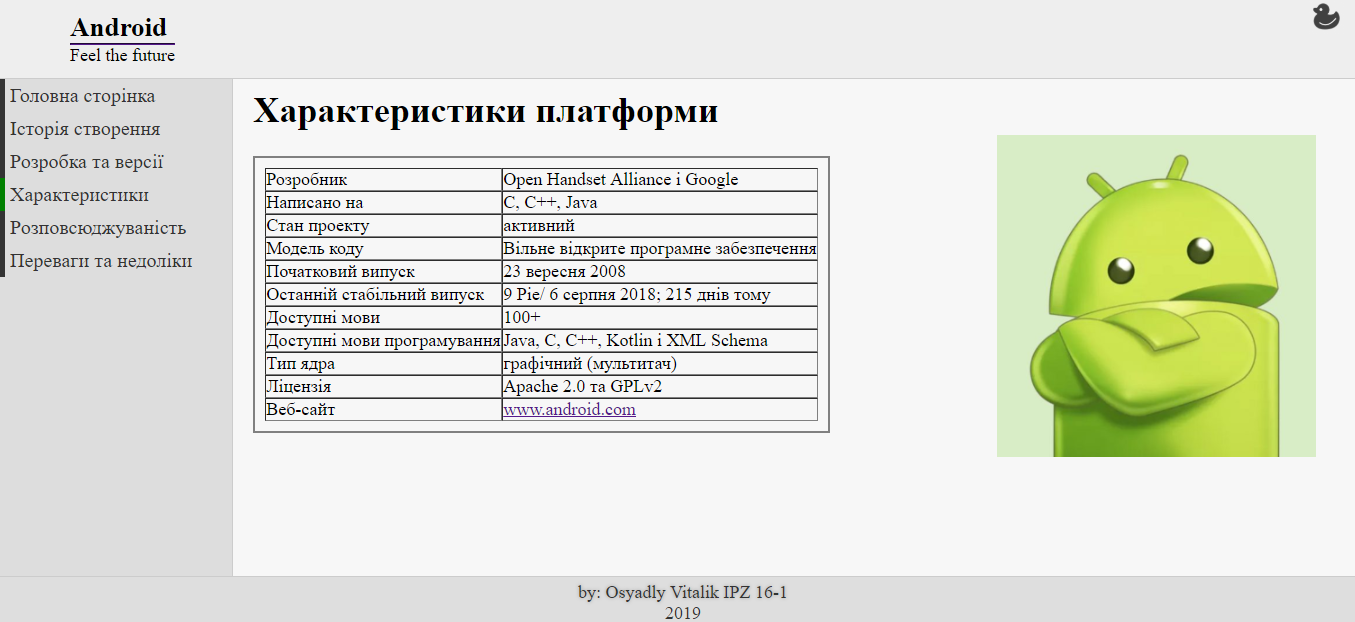 Android
Feel the future
Головна сторінка
Історія створення
Розробка та версії
Характеристики
Розповсюджуваність
Переваги та недоліки
Характеристики платформи
Розробник Open Handset Alliance і Google
Написано на C, C++, Java
Стан проекту активний
Модель коду Вільне відкрите програмне забезпечення
Початковий випуск 23 вересня 2008
Останній стабільний випуск 9 Pie/ 6 серпня 2018; 215 днів тому
Доступні мови 100+
Доступні мови програмування Java, C, C++, Kotlin і XML Schema
Тип ядра графічний (мультитач)
Ліцензія Apache 2.0 та GPLv2
Веб-сайт www.android.com
by: Osyadly Vitalik IPZ 16-1
2019